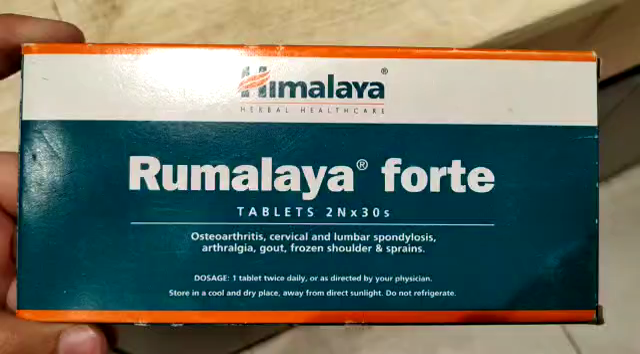 Himalaya®
HERBAL HEALTHCARE
Rumalaya® forte
TABLETS 2Nx30s
Osteoarthritis, cervical and lumbar spondylosis,
arthralgia, gout, frozen shoulder & sprains.
DOSAGE: 1 tablet twice daily, or as directed by your physician.
Store in a cool and dry place, away from direct sunlight. Do not refrigerate.